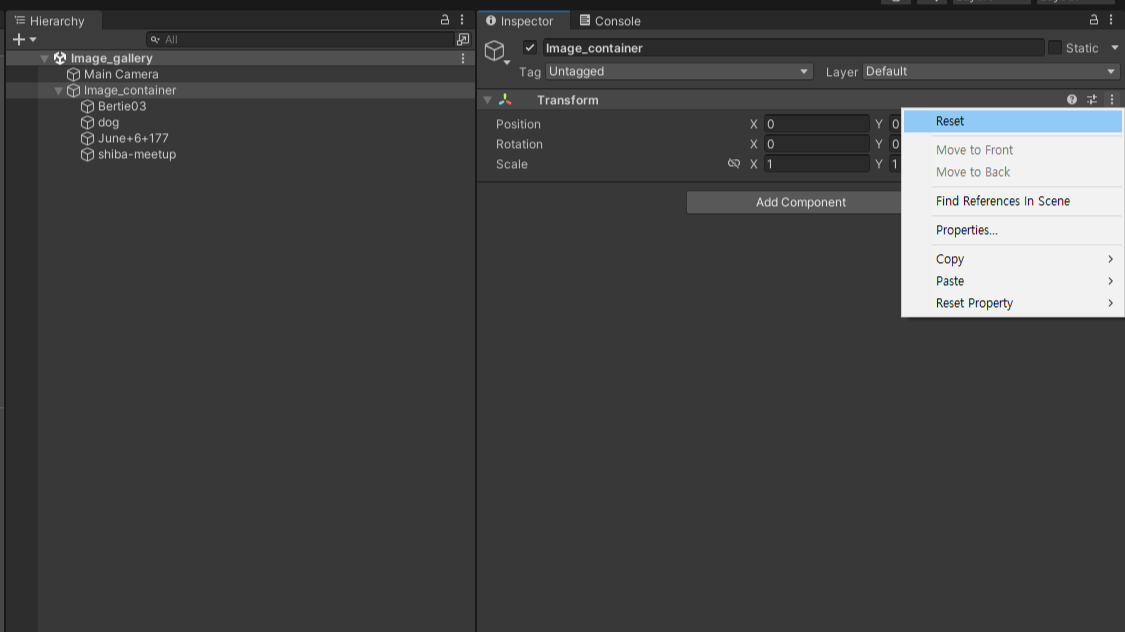 Hierarchy
All
Image_gallery
Main Camera
Image_container
Bertie03
dog
June+6+177
shiba-meetup
Inspector
Console
Image_container
Static
Tag Untagged Layer Default
Transform
Position X 0 Y 0
Rotation X 0 Y 0
Scale X 1 Y 1
Add Component
Reset
Move to Front
Move to Back
Find References In Scene
Properties...
Copy
Paste
Reset Property